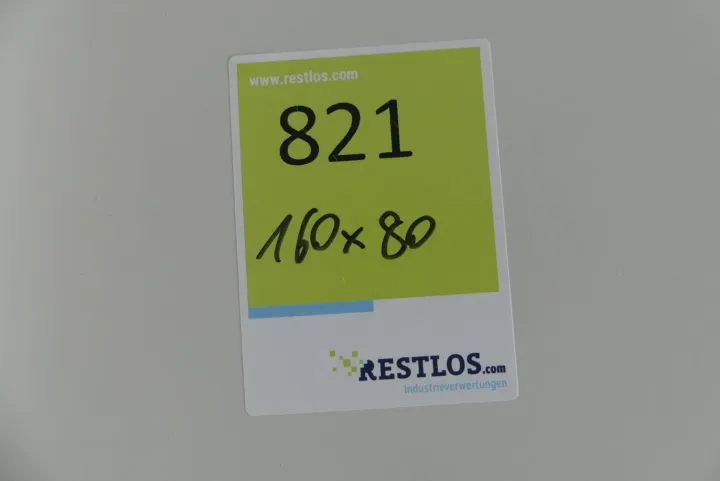 www.restlos.com
821
160x80
RESTLOS.com
Industrieverwertungen